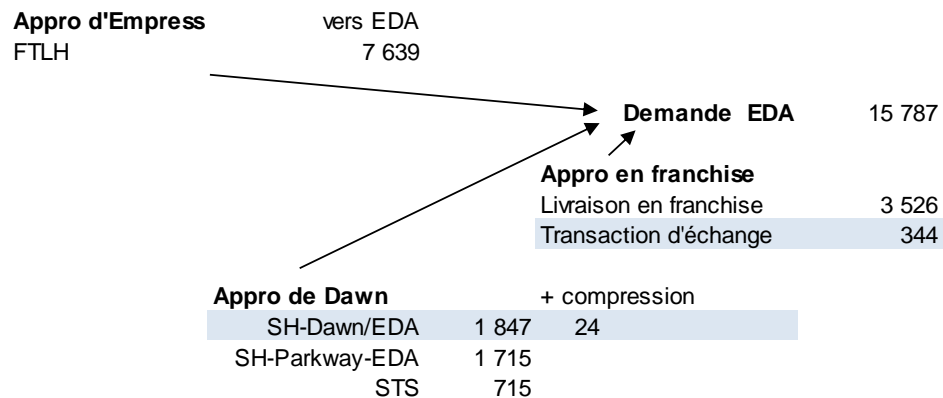 Appro d'Empress vers EDA
FTLH 7 639
Demande EDA 15 787
Appro en franchise
Livraison en franchise 3 526
Transaction d'échange 344
Appro de Dawn + compression
SH-Dawn/EDA 1 847 24
SH-Parkway-EDA 1 715
STS 715